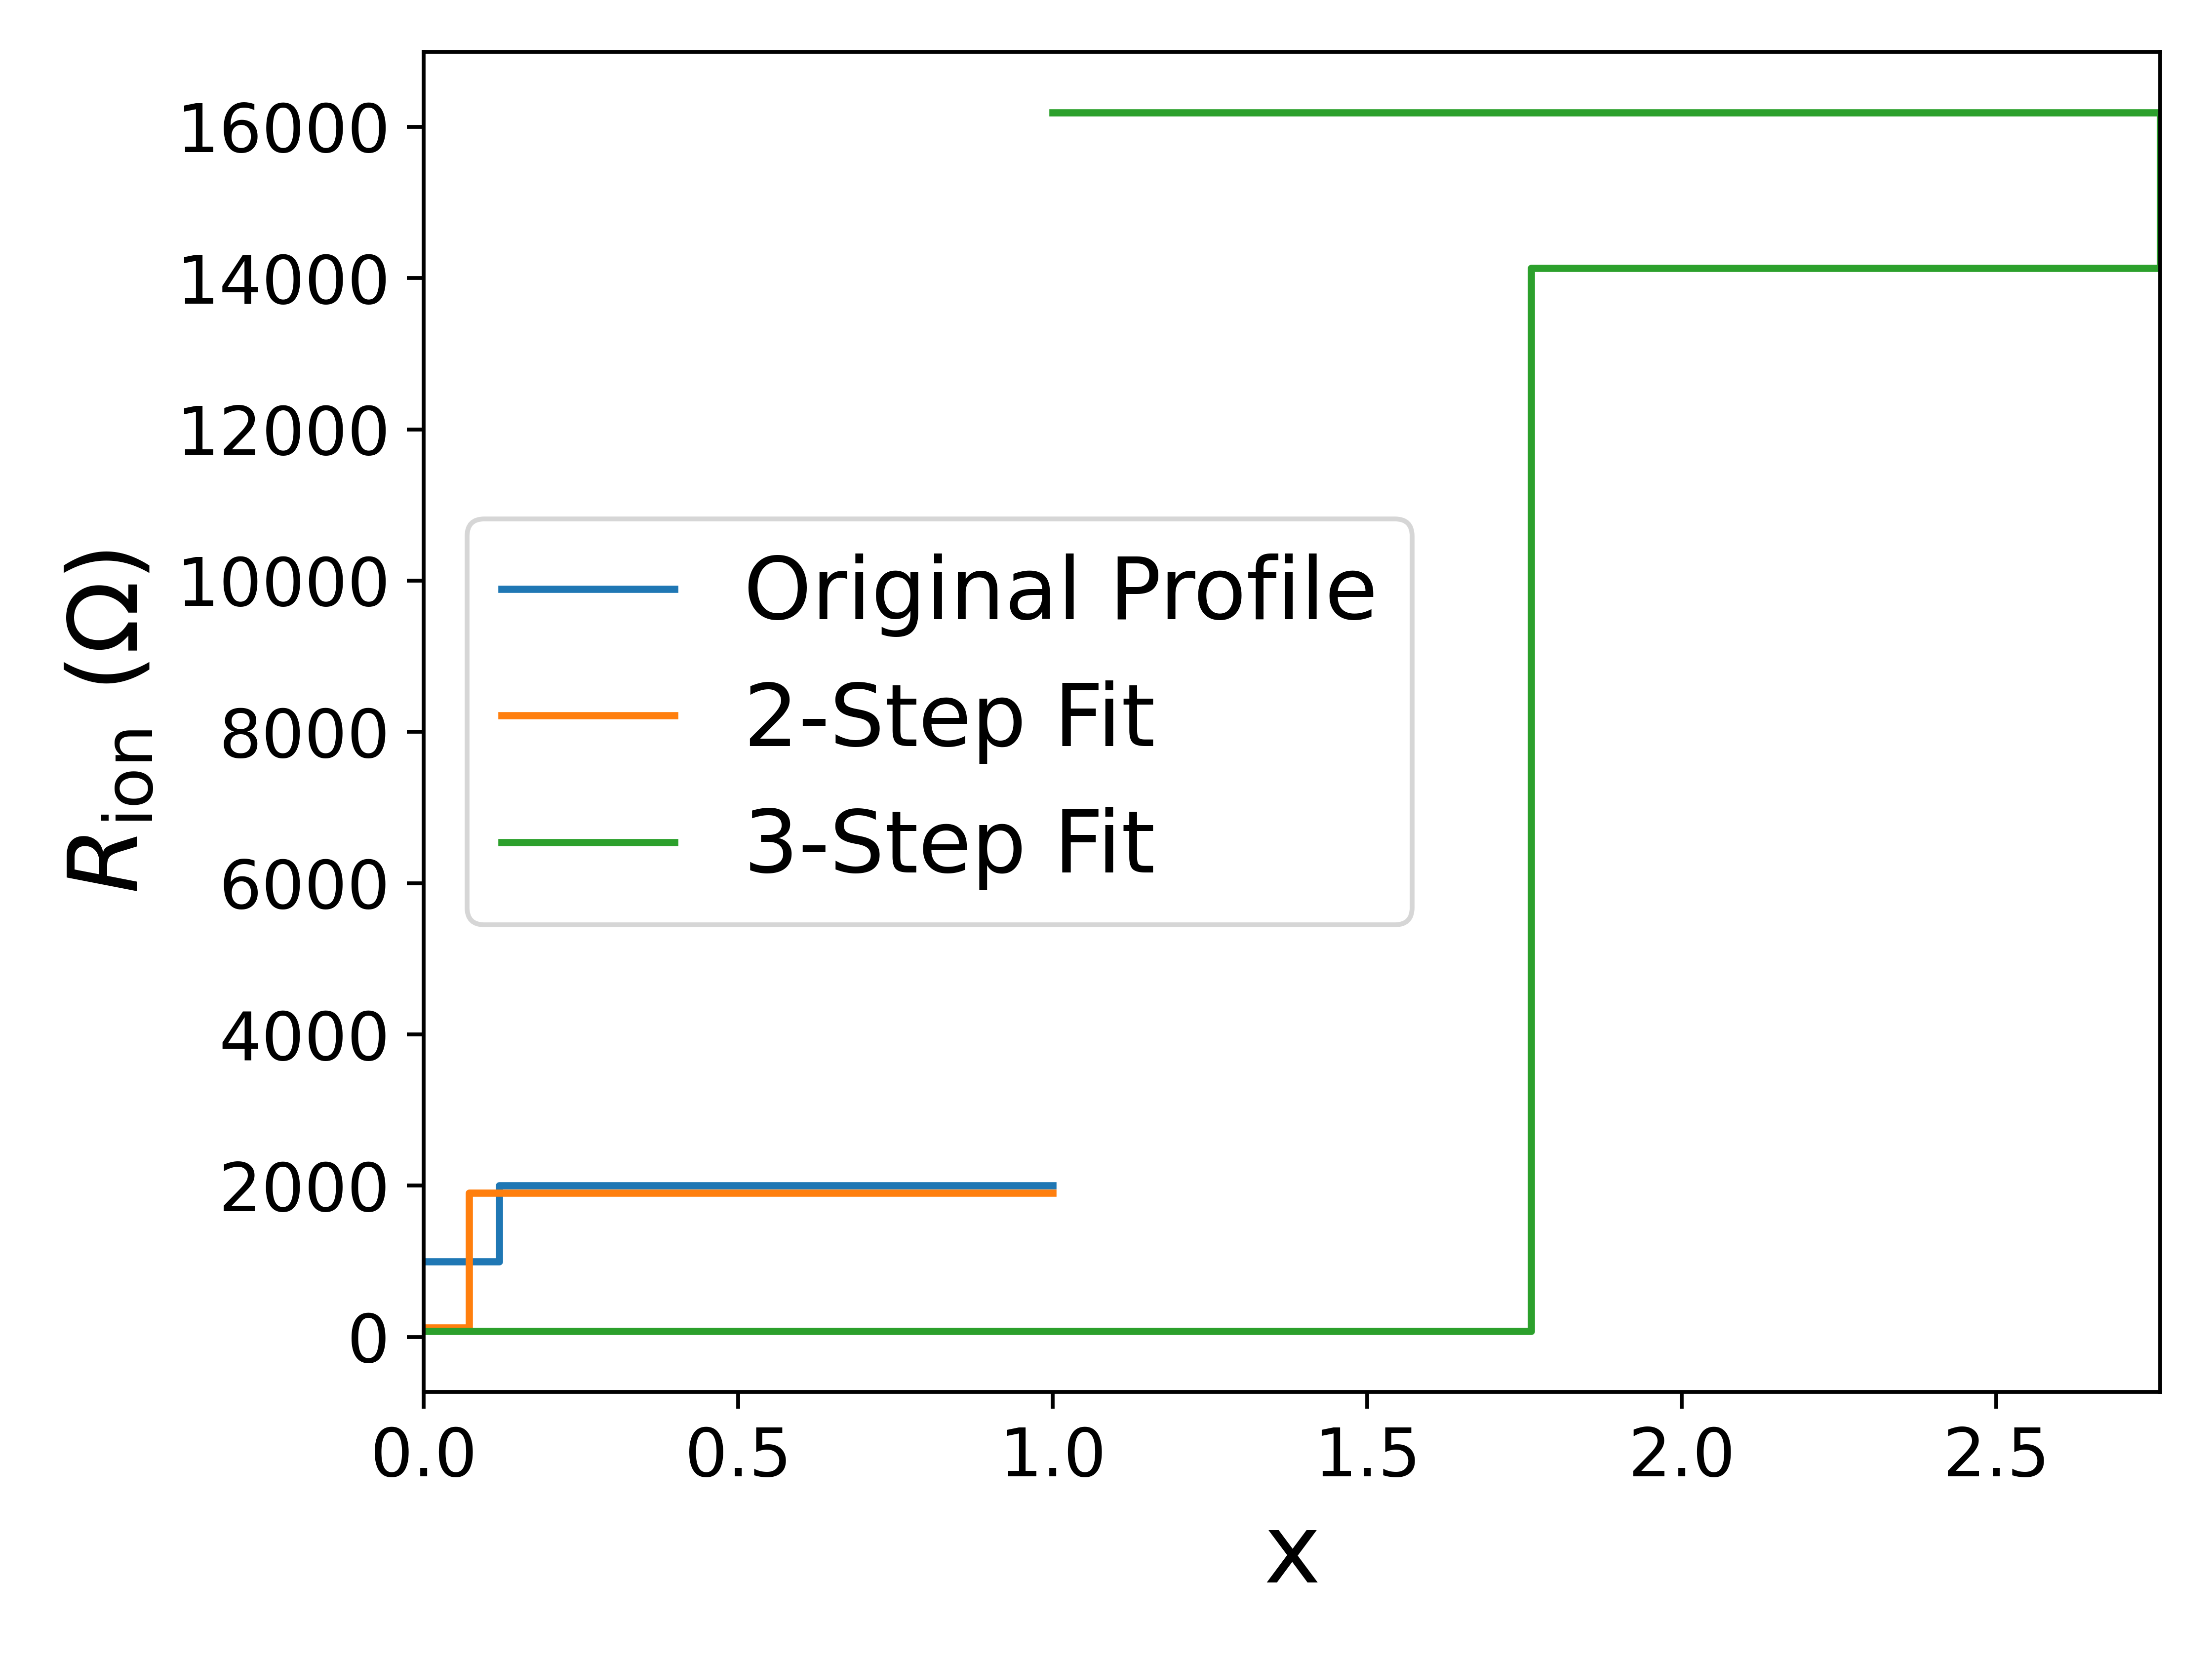 16000
14000
12000
10000
8000
6000
4000
2000
0
R_ion (Ω)
Original Profile
2-Step Fit
3-Step Fit
0.0 0.5 1.0 1.5 2.0 2.5
x